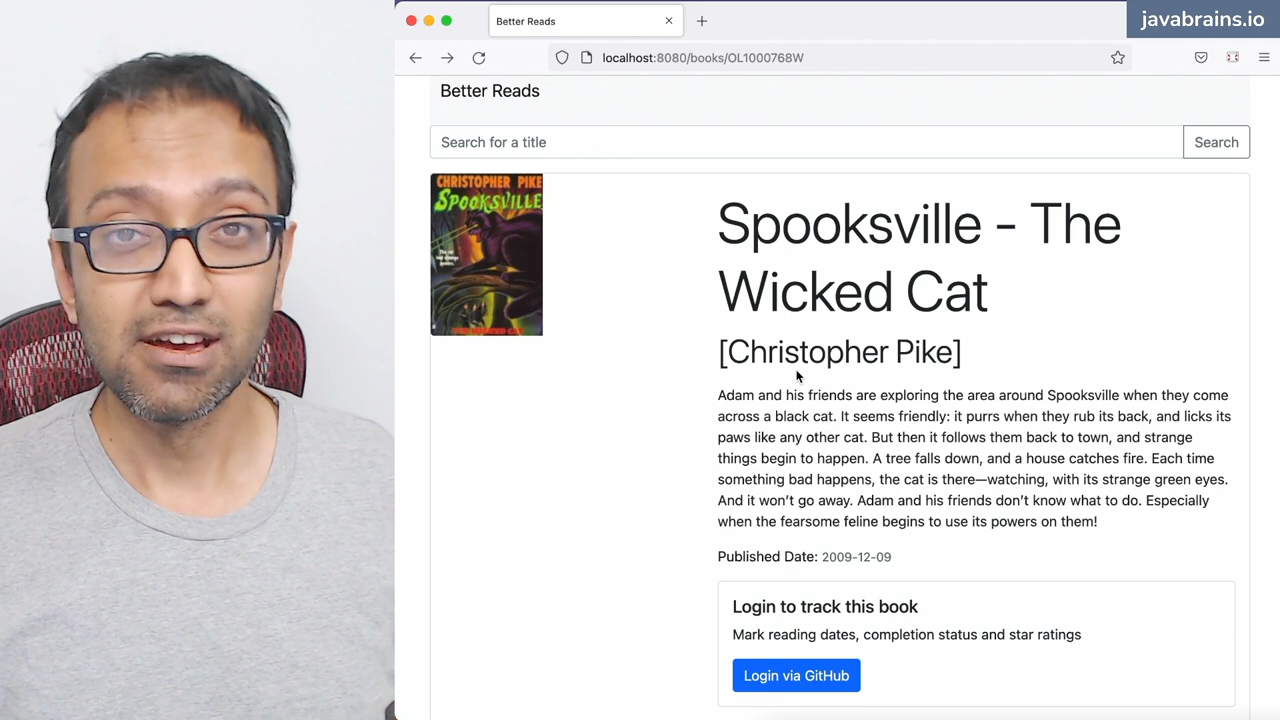 Better Reads
javabrains.io
localhost:8080/books/OL1000768W
Better Reads
Search for a title
Search
CHRISTOPHER PIKE
SPOOKSVILLE
Spooksville - The
Wicked Cat
[Christopher Pike]
Adam and his friends are exploring the area around Spooksville when they come
across a black cat. It seems friendly: it purrs when they rub its back, and licks its
paws like any other cat. But then it follows them back to town, and strange
things begin to happen. A tree falls down, and a house catches fire. Each time
something bad happens, the cat is there—watching, with its strange green eyes.
And it won’t go away. Adam and his friends don’t know what to do. Especially
when the fearsome feline begins to use its powers on them!
Published Date: 2009-12-09
Login to track this book
Mark reading dates, completion status and star ratings
Login via GitHub